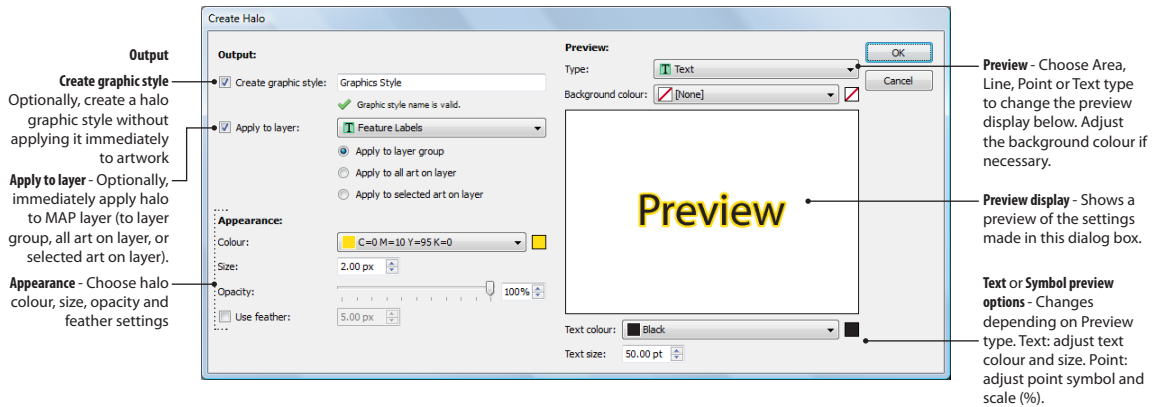 Create Halo
Output
Create graphic style
Optionally, create a halo
graphic style without
applying it immediately
to artwork
Apply to layer - Optionally,
immediately apply halo
to MAP layer (to layer
group, all art on layer, or
selected art on layer).
Appearance - Choose halo
colour, size, opacity and
feather settings
Output:
Create graphic style: Graphics Style
Graphic style name is valid.
Apply to layer: T Feature Labels
Apply to layer group
Apply to all art on layer
Apply to selected art on layer
Appearance:
Colour: C=0 M=10 Y=95 K=0
Size: 2.00 px
Opacity: 100%
Use feather: 5.00 px
Preview:
Type: T Text
Background colour: [None]
Preview
Text colour: Black
Text size: 50.00 pt
OK
Cancel
Preview - Choose Area,
Line, Point or Text type
to change the preview
display below. Adjust
the background colour if
necessary.
Preview display - Shows a
preview of the settings
made in this dialog box.
Text or Symbol preview
options - Changes
depending on Preview
type. Text: adjust text
colour and size. Point:
adjust point symbol and
scale (%).